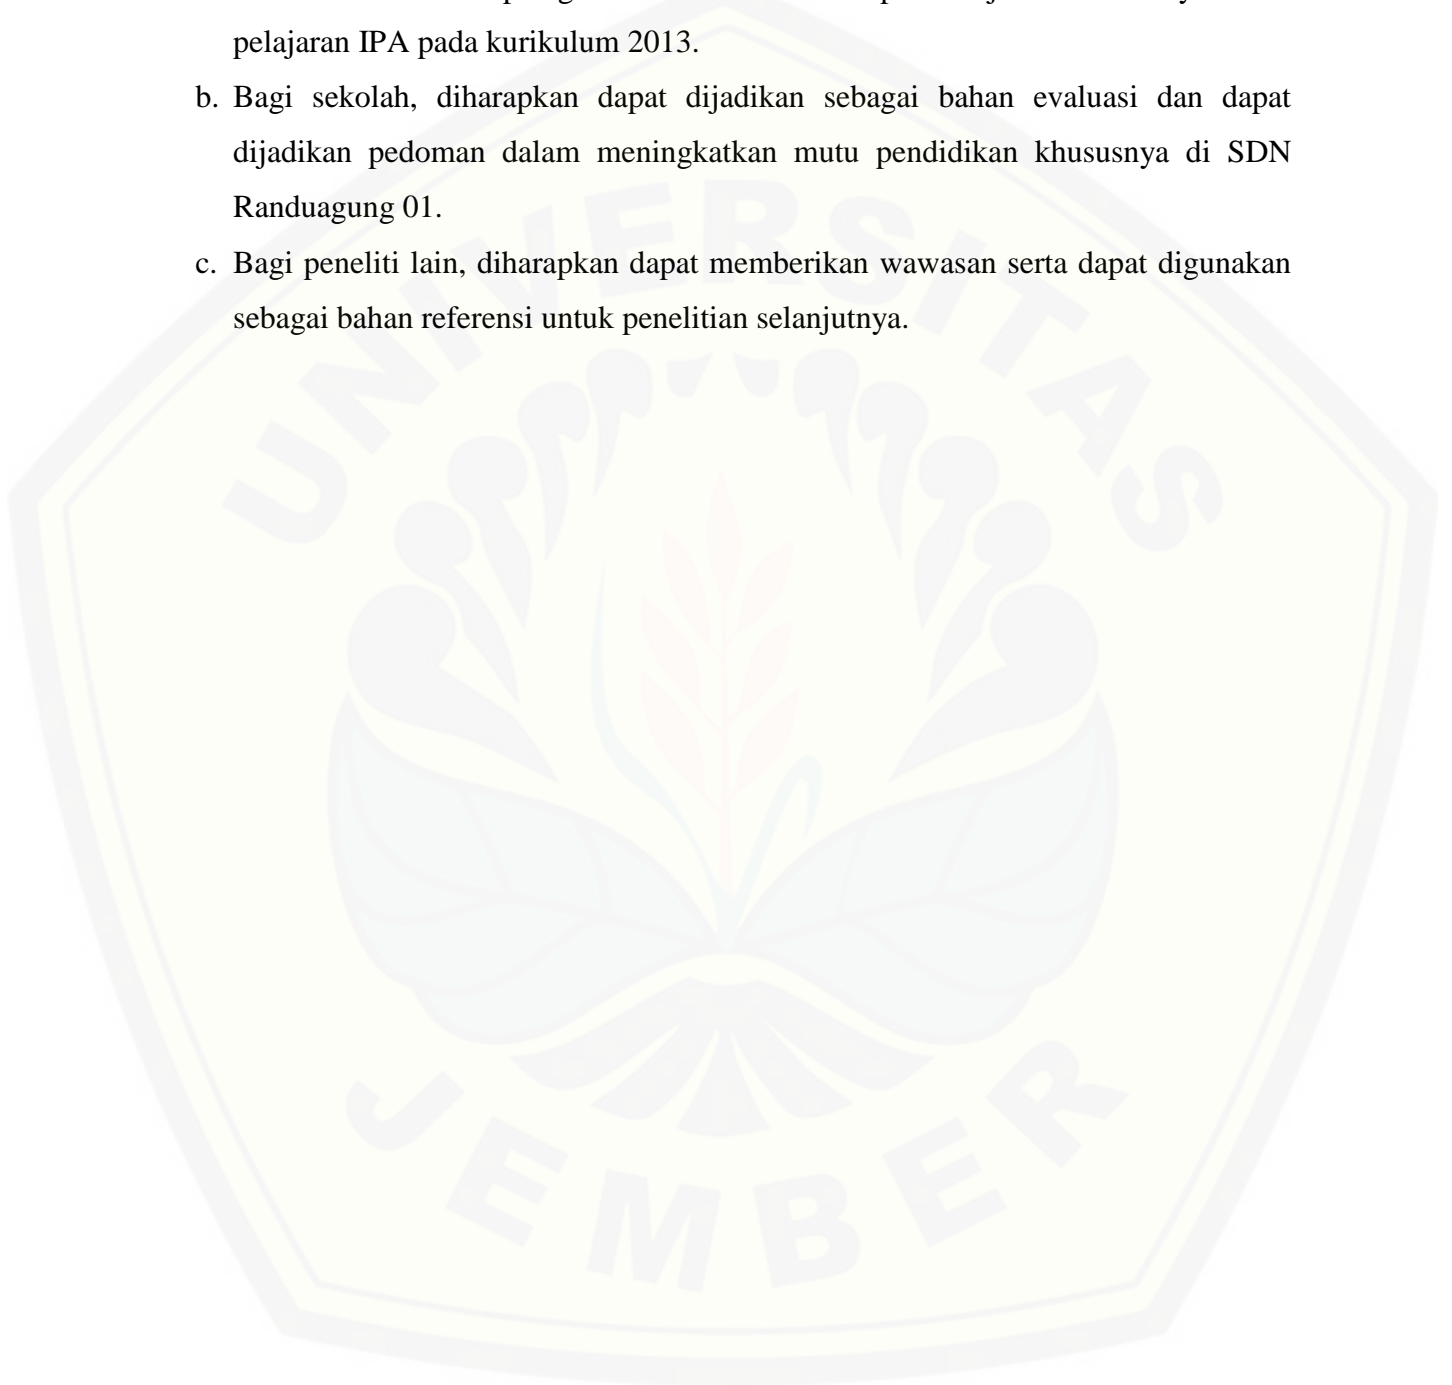 pelajaran IPA pada kurikulum 2013.
b. Bagi sekolah, diharapkan dapat dijadikan sebagai bahan evaluasi dan dapat
dijadikan pedoman dalam meningkatkan mutu pendidikan khususnya di SDN
Randuagung 01.
c. Bagi peneliti lain, diharapkan dapat memberikan wawasan serta dapat digunakan
sebagai bahan referensi untuk penelitian selanjutnya.
UNIVERSITAS
JEMBER